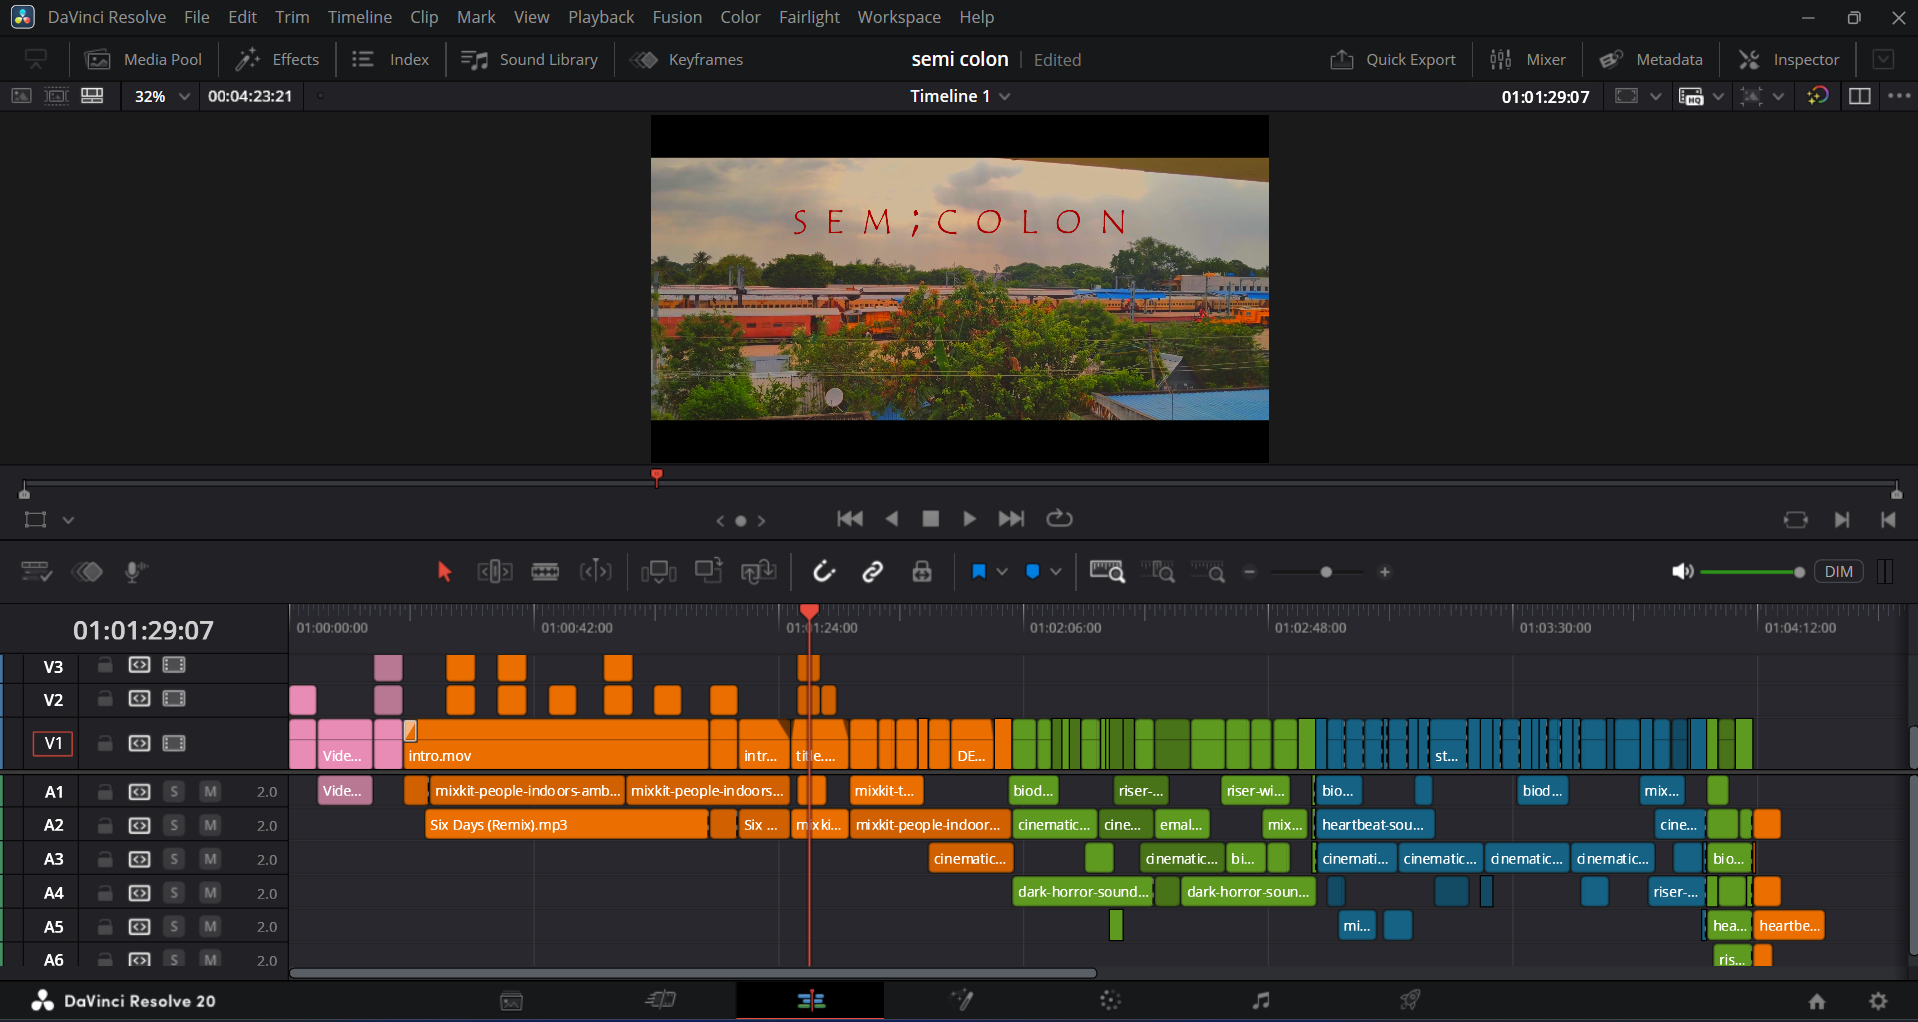 DaVinci Resolve File Edit Trim Timeline Clip Mark View Playback Fusion Color Fairlight Workspace Help
Media Pool Effects Index Sound Library Keyframes semi colon Edited Quick Export Mixer Metadata Inspector
32% 00:04:23:21 Timeline 1 01:01:29:07 HQ
SEM;COLON
DIM
01:01:29:07 01:00:00:00 01:00:42:00 01:01:24:00 01:02:06:00 01:02:48:00 01:03:30:00 01:04:12:00
V3
V2
V1 Vide... intro.mov intr... title.... DE... st...
A1 S M 2.0 Vide... mixkit-people-indoors-amb... mixkit-people-indoors... mixkit-t... biod... riser-... riser-wi... bio... biod... mix...
A2 S M 2.0 Six Days (Remix).mp3 Six ... mixki... mixkit-people-indoor... cinematic... cine... emal... mix... heartbeat-sou... cine...
A3 S M 2.0 cinematic... cinematic... bi... cinemati... cinematic... cinematic... cinematic... bio...
A4 S M 2.0 dark-horror-sound... dark-horror-soun... riser-...
A5 S M 2.0 mi... hea... heartbe...
A6 S M 2.0 ris...
DaVinci Resolve 20